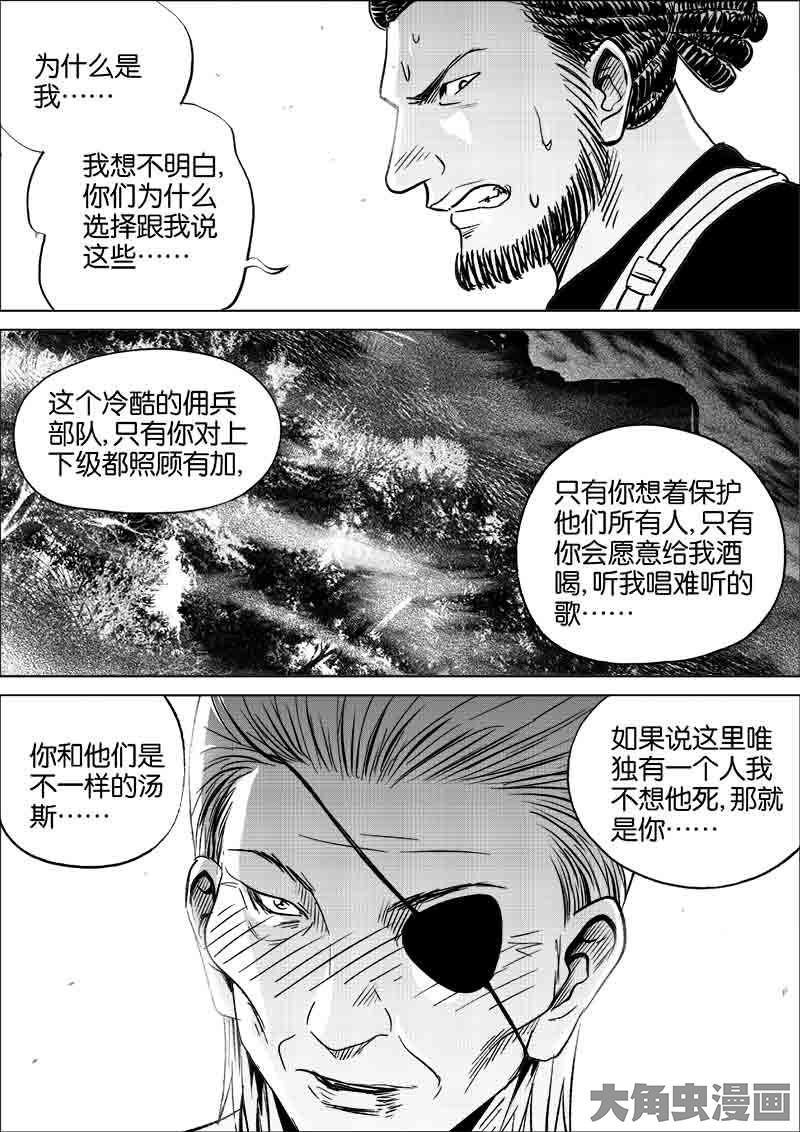 为什么是
我……
我想不明白,
你们为什么
选择跟我说
这些……
这个冷酷的佣兵
部队,只有你对上
下级都照顾有加,
只有你想着保护
他们所有人,只有
你会愿意给我酒
喝,听我唱难听的
歌……
你和他们是
不一样的汤
斯……
如果说这里唯
独有一个人我
不想他死,那就
是你……
大角虫漫画